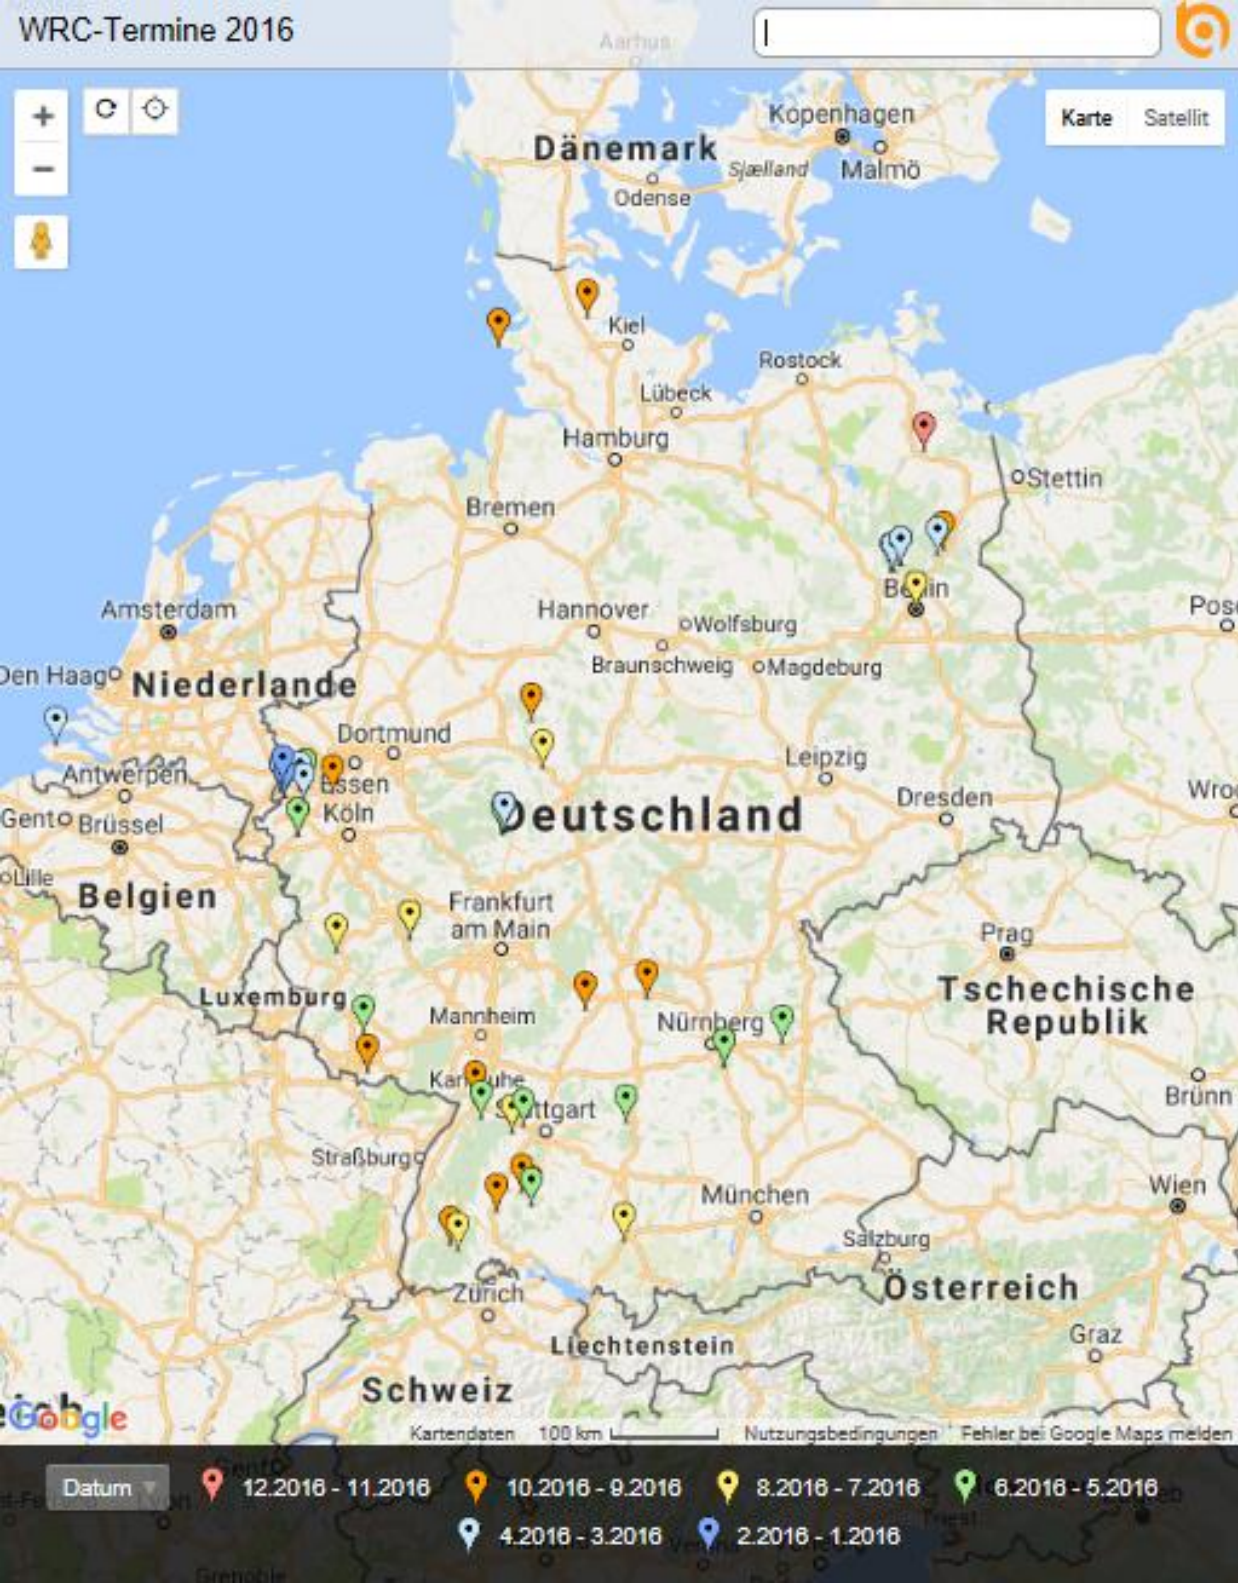 WRC-Termine 2016
Aarhus
Kopenhagen
Karte Satellit
Dänemark
Sjælland Malmö
Odense
Kiel
Rostock
Lübeck
Hamburg
Stettin
Bremen
Amsterdam
Hannover
Wolfsburg
Braunschweig Magdeburg
Den Haag
Niederlande
Dortmund
Leipzig
Antwerpen
Essen
Dresden
Gent Brüssel
Köln
Deutschland
Lille
Belgien
Frankfurt
am Main
Prag
Luxemburg
Tschechische
Republik
Mannheim
Nürnberg
Brünn
Stuttgart
Straßburg
Wien
München
Salzburg
Österreich
Zürich
Graz
Liechtenstein
Schweiz
Google
Kartendaten 100 km Nutzungsbedingungen Fehler bei Google Maps melden
Datum 12.2016 - 11.2016 10.2016 - 9.2016 8.2016 - 7.2016 6.2016 - 5.2016
4.2016 - 3.2016 2.2016 - 1.2016
Triest
Grenoble